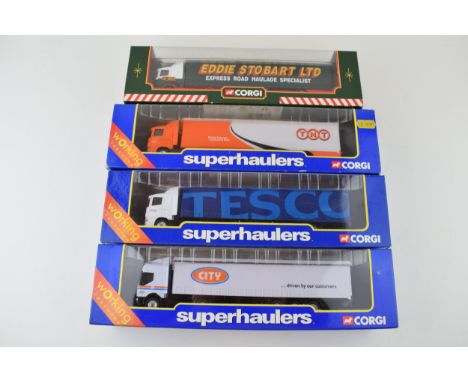 EDDIE STOBART LTD
EXPRESS ROAD HAULAGE SPECIALIST
CORGI
TNT
working
superhaulers
CORGI
TESCO
working
superhaulers
CORGI
CITY
...driven by our customers
working
superhaulers
CORGI